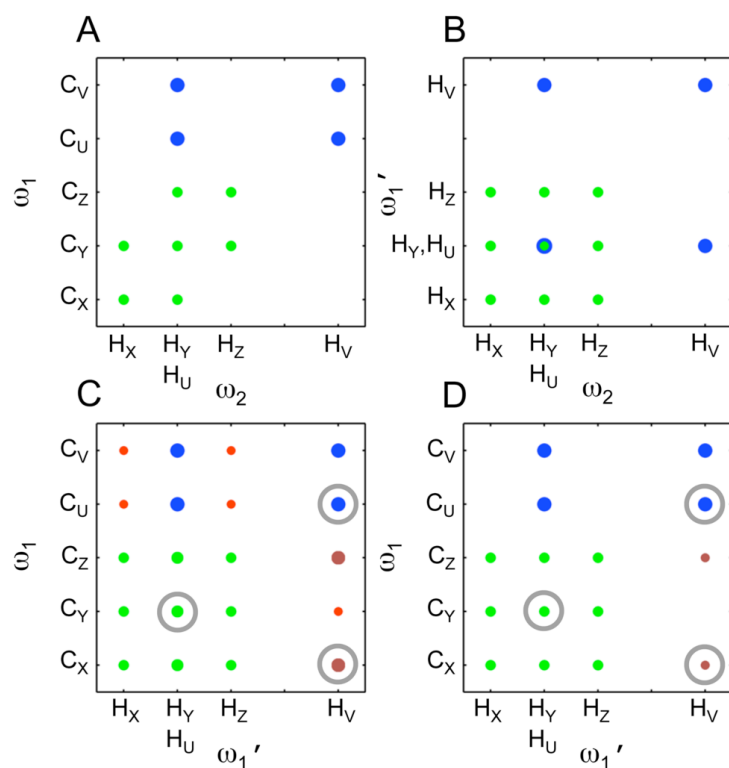 A
B
C_V
C_U
C_Z
C_Y
C_X
ω_1
H_X
H_Y
H_U
H_Z
H_V
ω_2
H_V
H_Z
H_Y,H_U
H_X
ω_1′
H_X
H_Y
H_U
H_Z
H_V
ω_2
C
D
C_V
C_U
C_Z
C_Y
C_X
ω_1
H_X
H_Y
H_U
H_Z
H_V
ω_1′
C_V
C_U
C_Z
C_Y
C_X
ω_1
H_X
H_Y
H_U
H_Z
H_V
ω_1′